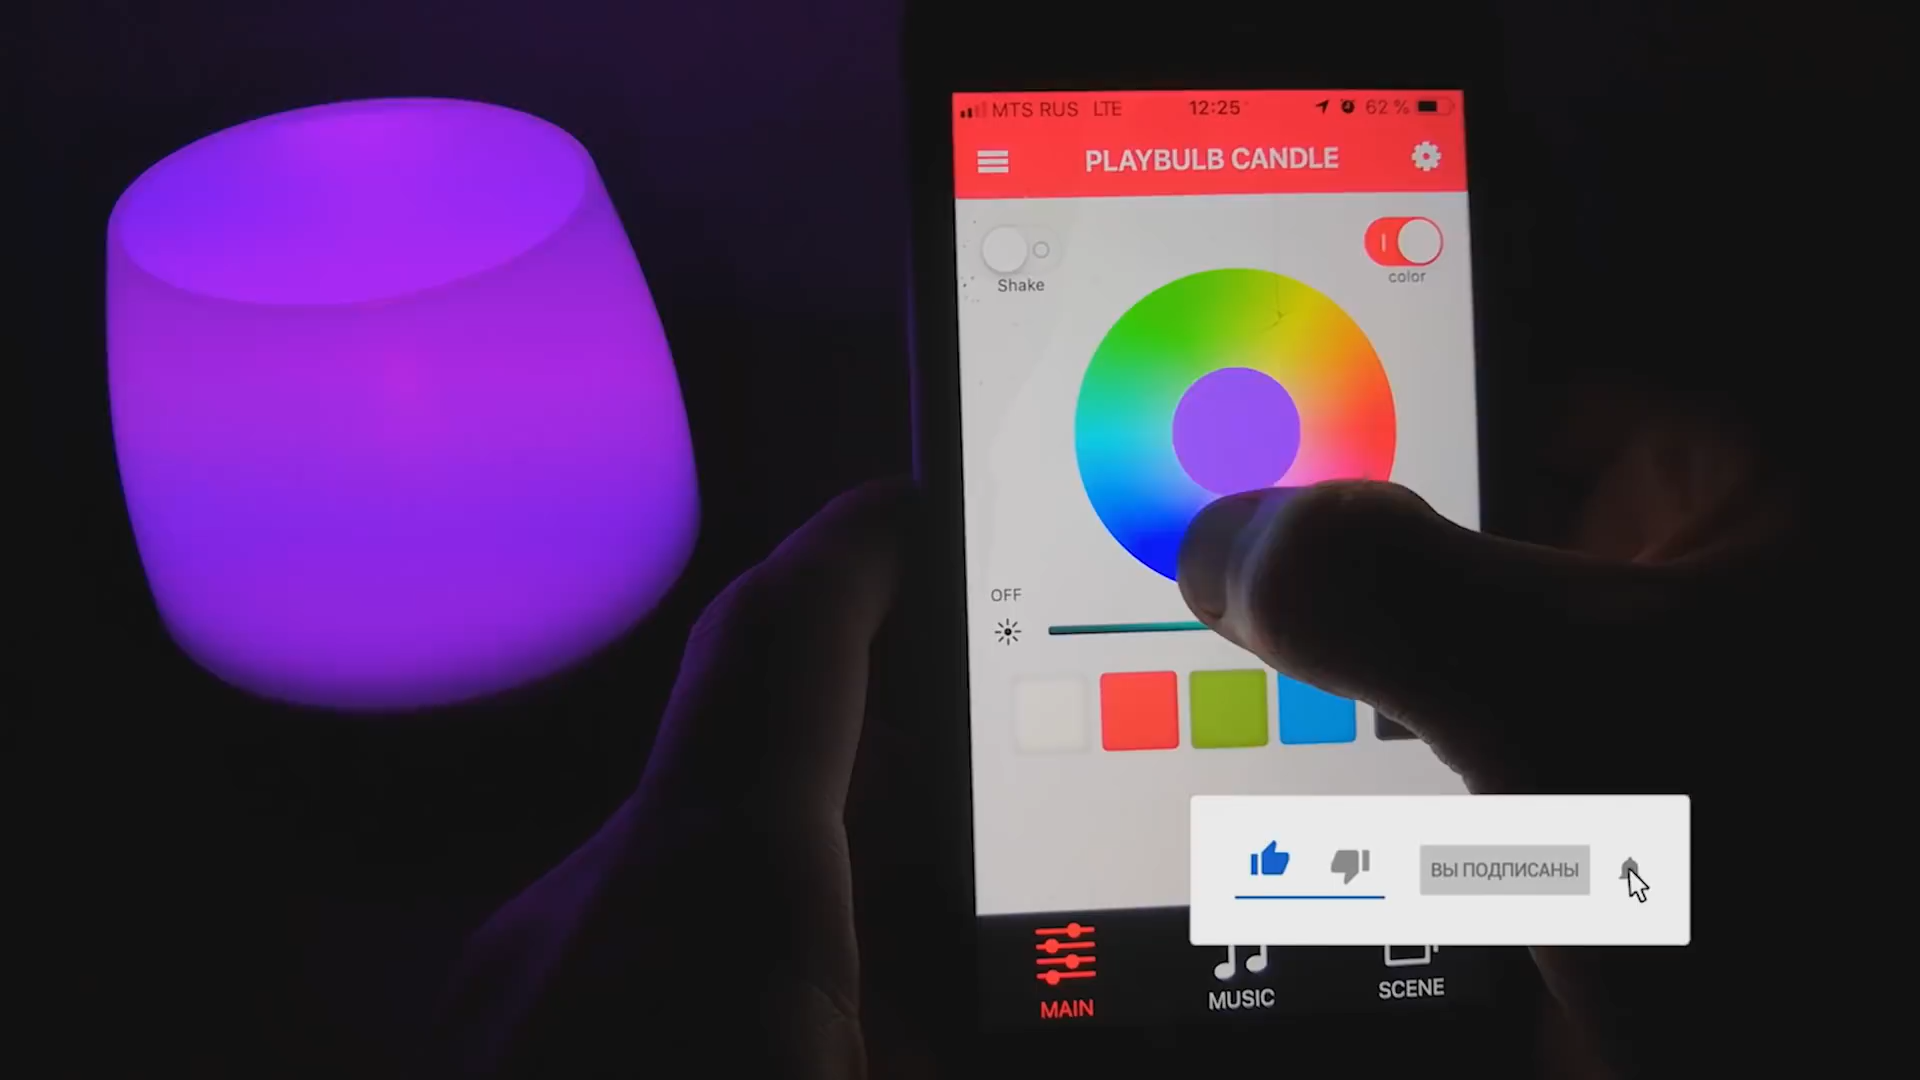 MTS RUS LTE 12:25 62 %
PLAYBULB CANDLE
Shake
color
OFF
ВЫ ПОДПИСАНЫ
MAIN
MUSIC
SCENE